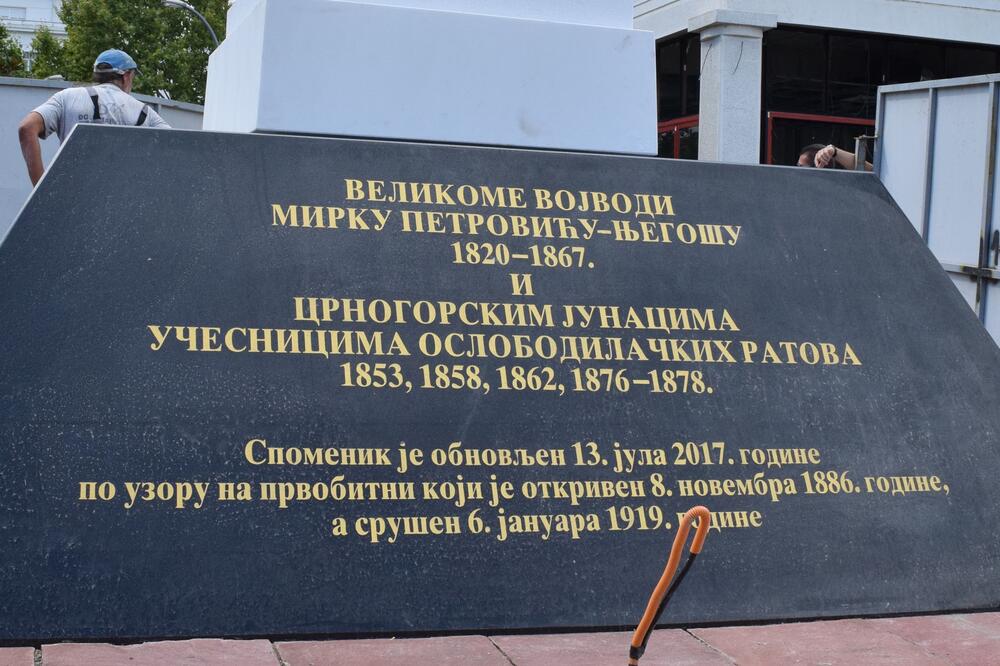 ВЕЛИКОМЕ ВОЈВОДИ
МИРКУ ПЕТРОВИЋУ-ЊЕГОШУ
1820-1867.
И
ЦРНОГОРСКИМ ЈУНАЦИМА
УЧЕСНИЦИМА ОСЛОБОДИЛАЧКИХ РАТОВА
1853, 1858, 1862, 1876-1878.
Споменик је обновљен 13. јула 2017. године
по узору на првобитни који је откривен 8. новембра 1886. године,
а срушен 6. јануара 1919. године